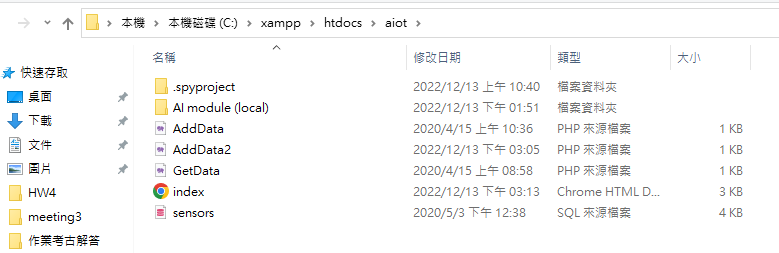 本機 > 本機磁碟 (C:) > xampp > htdocs > aiot >
名稱 修改日期 類型 大小
快速存取
桌面
下載
文件
圖片
HW4
meeting3
作業考古解答
.spyproject 2022/12/13 上午 10:40 檔案資料夾
AI module (local) 2022/12/13 下午 01:51 檔案資料夾
AddData 2020/4/15 上午 10:36 PHP 來源檔案 1 KB
AddData2 2022/12/13 下午 03:05 PHP 來源檔案 1 KB
GetData 2020/4/15 上午 08:58 PHP 來源檔案 1 KB
index 2022/12/13 下午 03:13 Chrome HTML D... 3 KB
sensors 2020/5/3 下午 12:38 SQL 來源檔案 4 KB